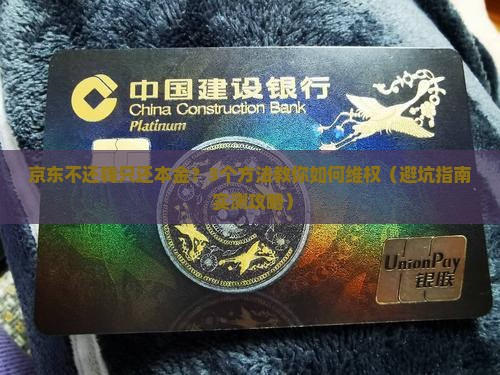 中国建设银行
China Construction Bank
Platinum
京东不还钱只还本金？个方法教你如何维权（避坑指南
实测攻略）
UnionPay
银联